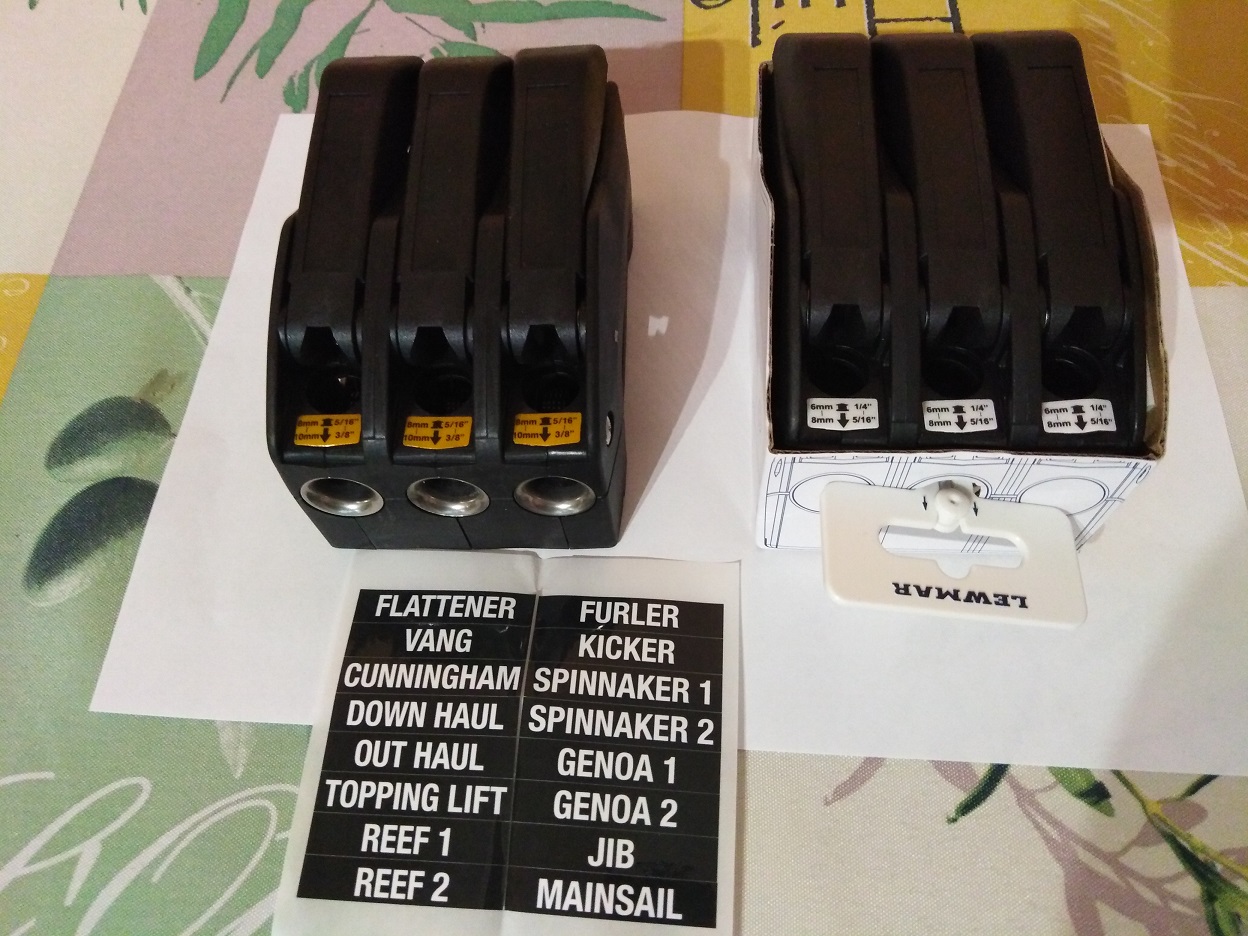 8mm 5/16"
10mm 3/8"
8mm 5/16"
10mm 3/8"
8mm 5/16"
10mm 3/8"
6mm 1/4"
8mm 5/16"
6mm 1/4"
8mm 5/16"
6mm 1/4"
8mm 5/16"
LEWMAR
FLATTENER
VANG
CUNNINGHAM
DOWN HAUL
OUT HAUL
TOPPING LIFT
REEF 1
REEF 2
FURLER
KICKER
SPINNAKER 1
SPINNAKER 2
GENOA 1
GENOA 2
JIB
MAINSAIL